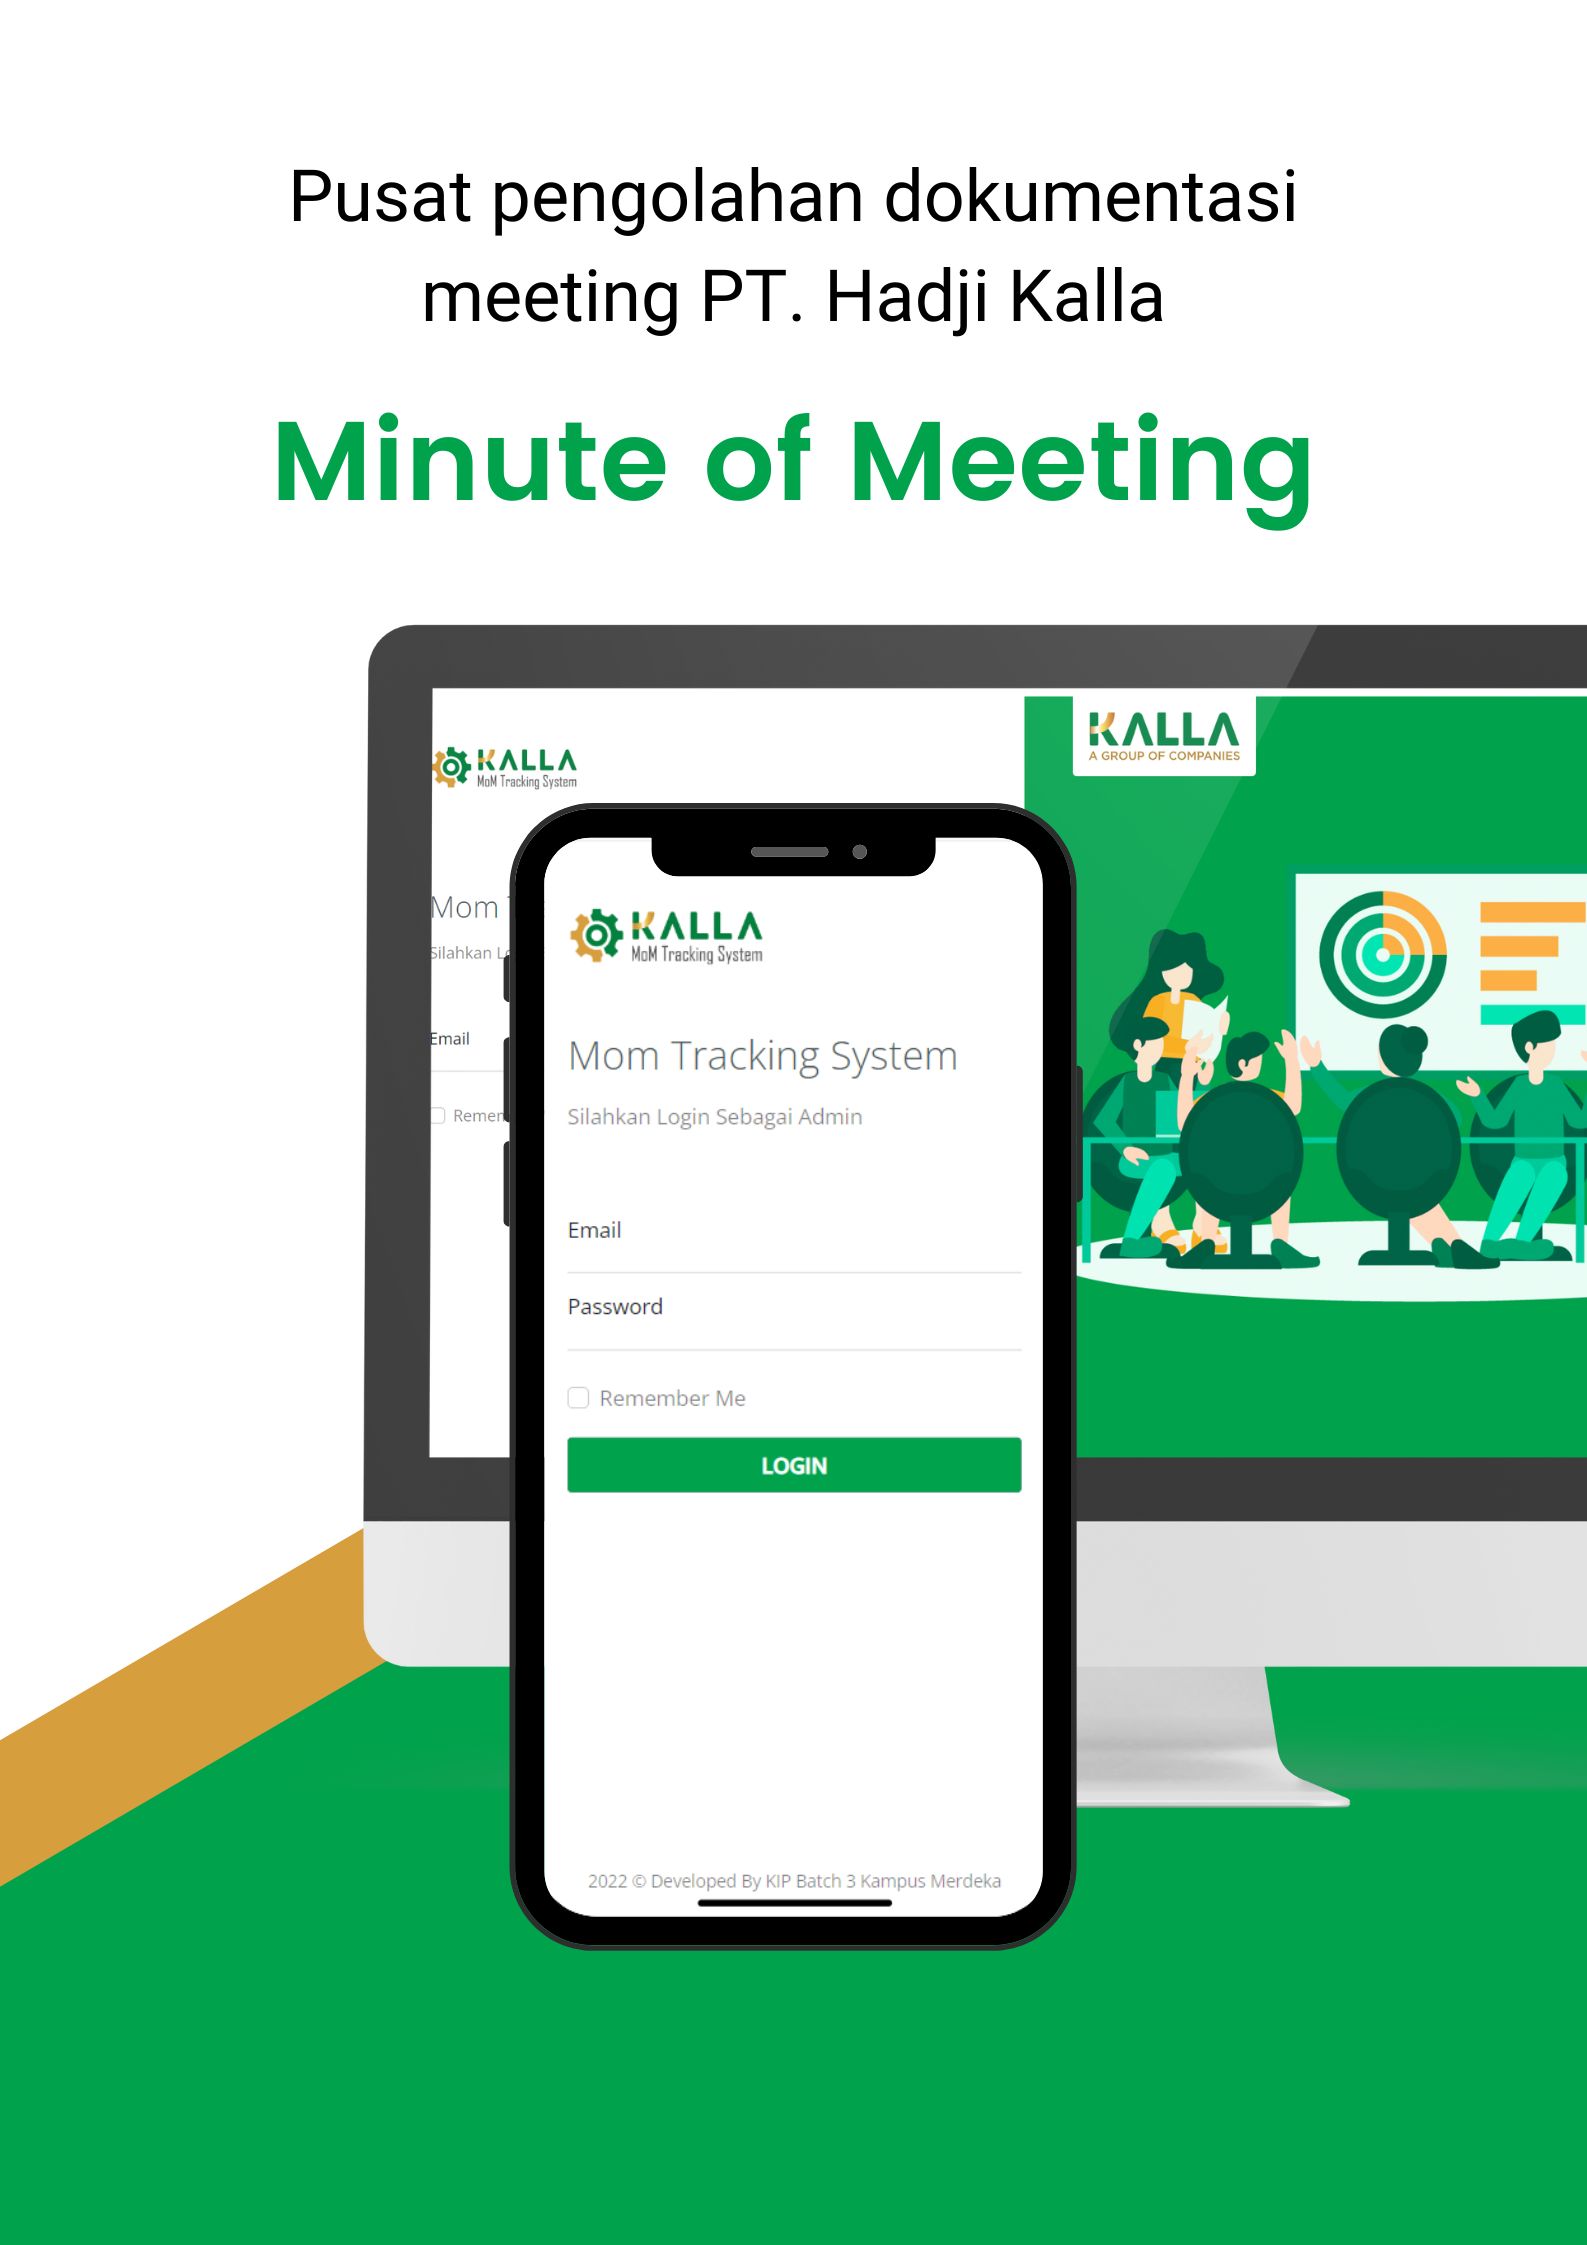 Pusat pengolahan dokumentasi
meeting PT. Hadji Kalla
Minute of Meeting
KALLA
MoM Tracking System
KALLA
A GROUP OF COMPANIES
Mom
Silahkan
Email
KALLA
MoM Tracking System
Mom Tracking System
Silahkan Login Sebagai Admin
Email
Password
Remember Me
LOGIN
2022 © Developed By KIP Batch 3 Kampus Merdeka